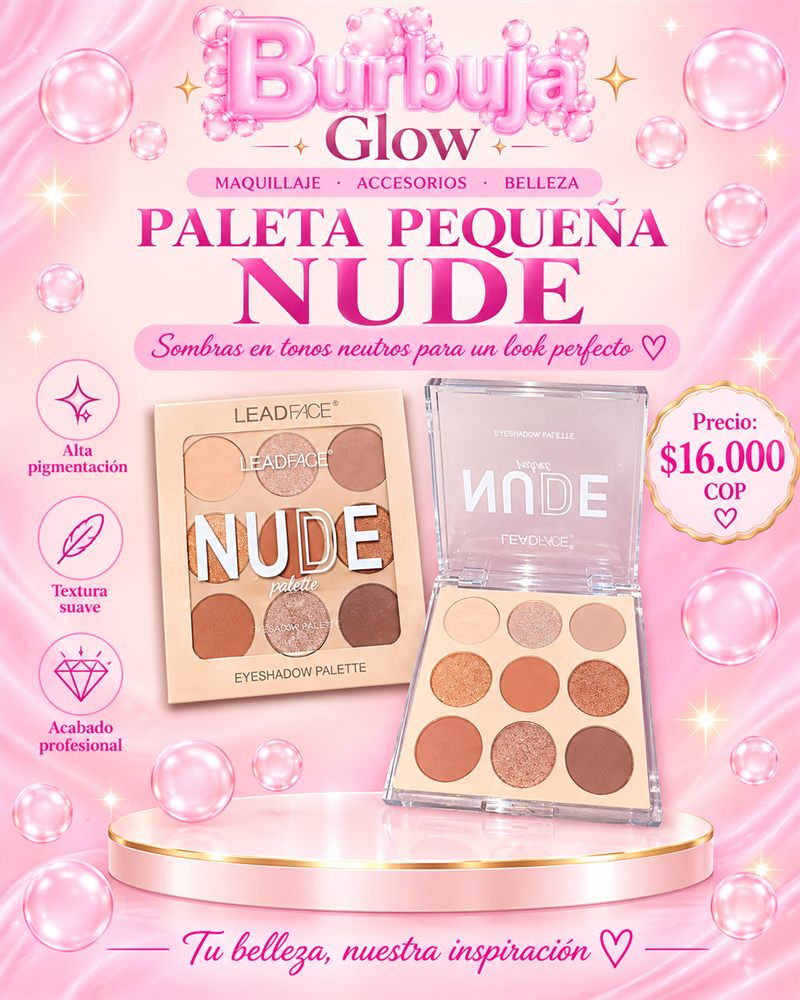 Burbuja
Glow
MAQUILLAJE · ACCESORIOS · BELLEZA
PALETA PEQUEÑA
NUDE
Sombras en tonos neutros para un look perfecto
Alta
pigmentación
Textura
suave
Acabado
profesional
LEADFACE®
LEADFACE®
NUDE
palette
EYESHADOW PALETTE
EYESHADOW PALETTE
EYESHADOW PALETTE
palette
NUDE
LEADFACE®
Precio:
$16.000
COP
Tu belleza, nuestra inspiración